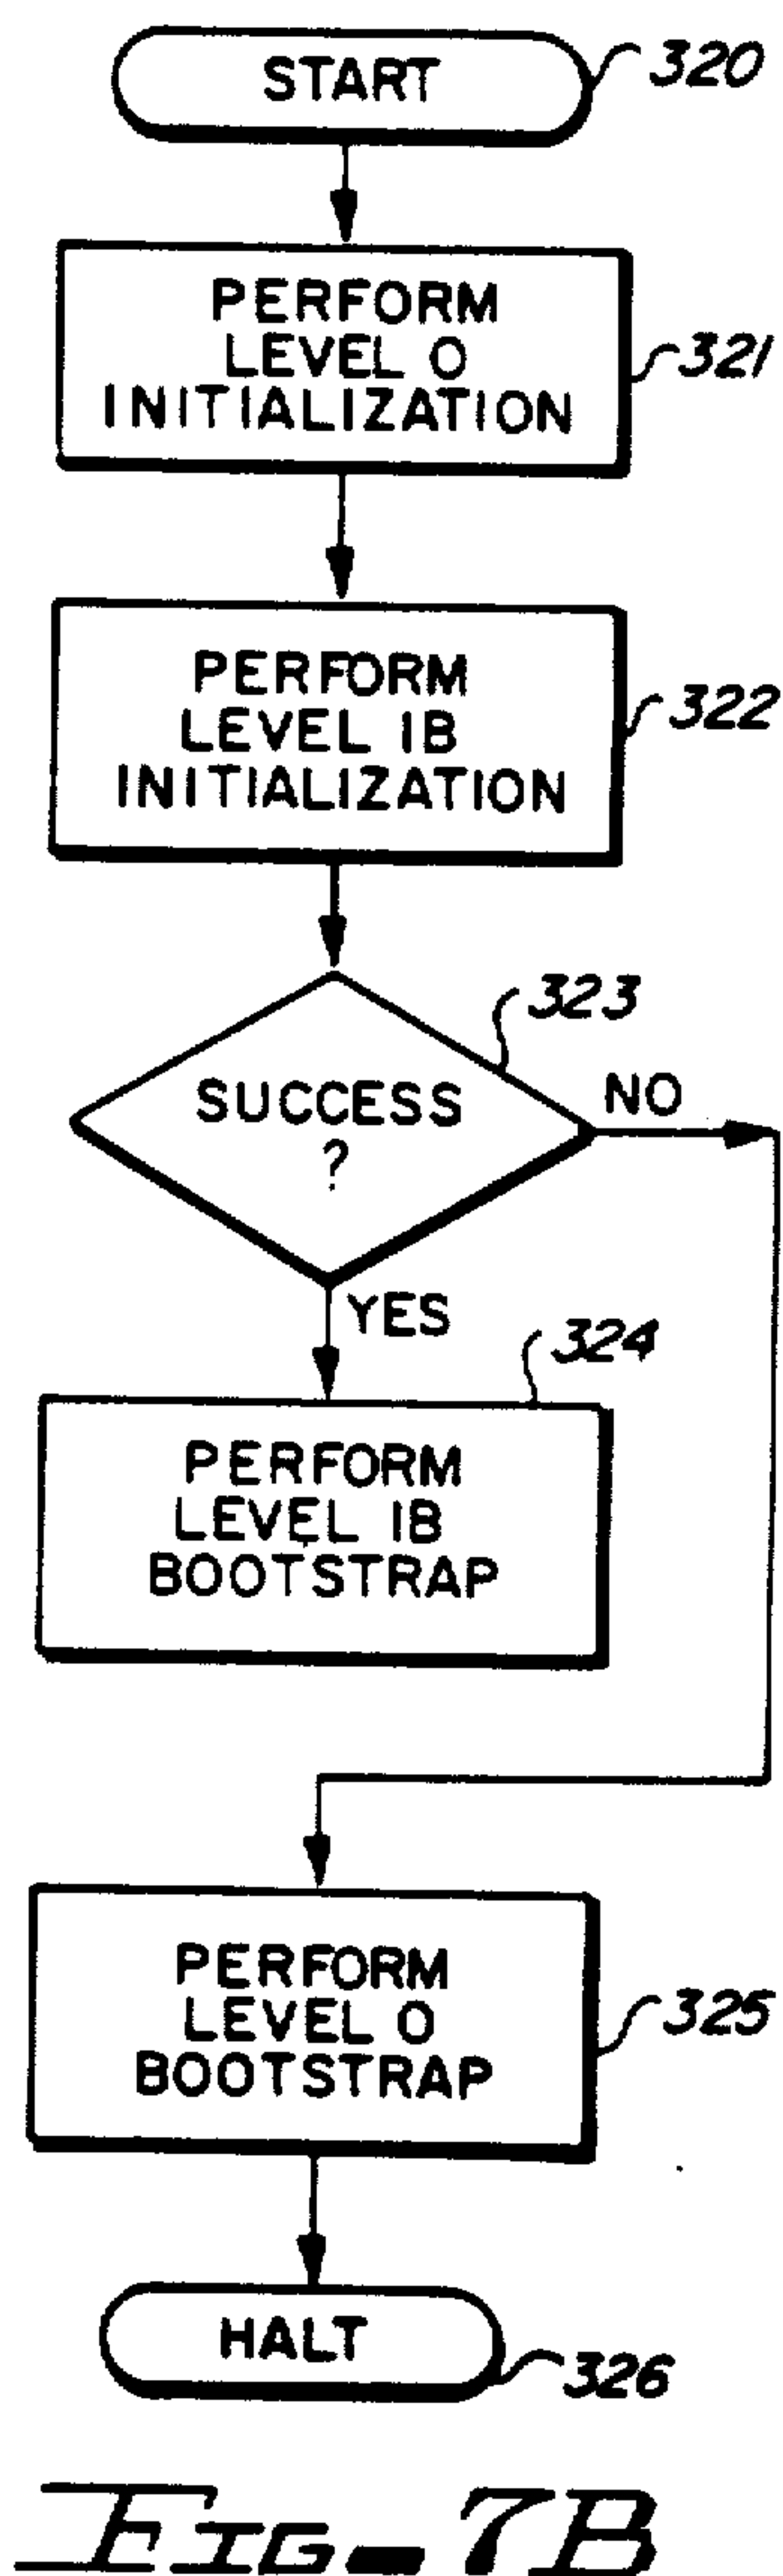 START
320
PERFORM
LEVEL 0
INITIALIZATION
321
PERFORM
LEVEL 1B
INITIALIZATION
322
323
SUCCESS
?
NO
YES
324
PERFORM
LEVEL 1B
BOOTSTRAP
PERFORM
LEVEL 0
BOOTSTRAP
325
HALT
326
FIG-7B